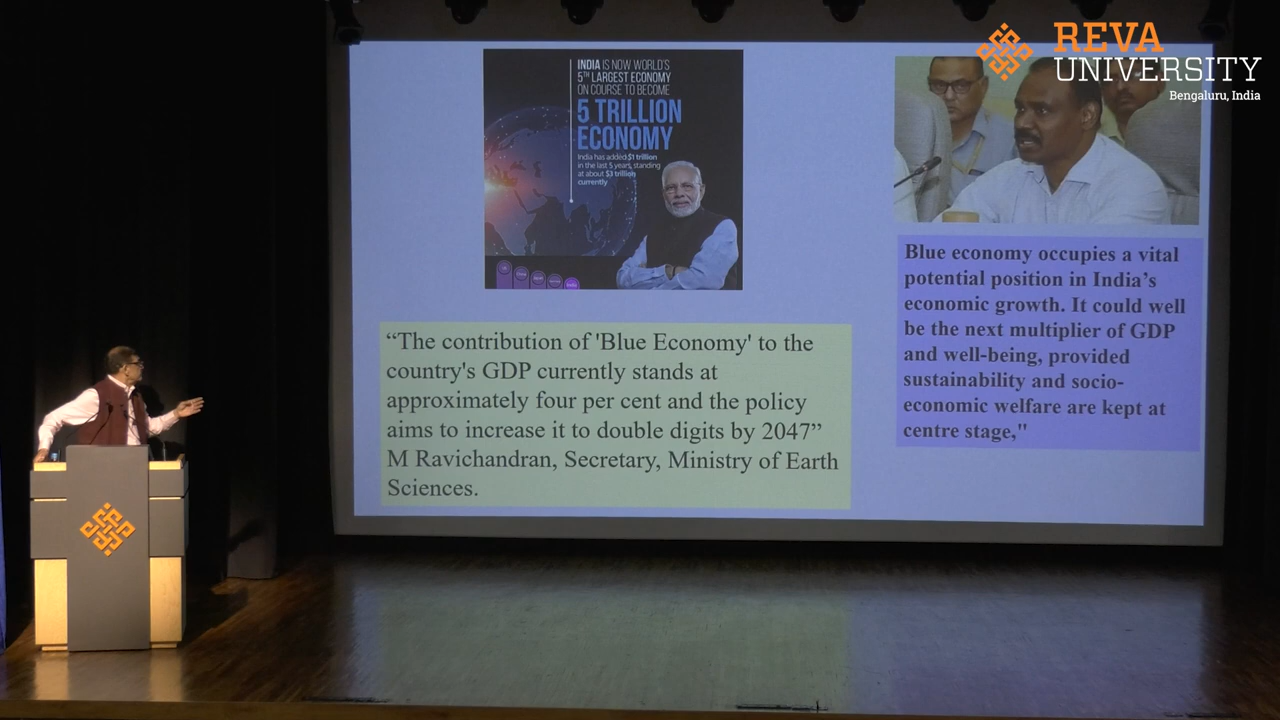 REVA
UNIVERSITY
Bengaluru, India
INDIA IS NOW WORLD'S
5TH LARGEST ECONOMY
ON COURSE TO BECOME
5 TRILLION
ECONOMY
India has added $1 trillion
in the last 5 years, standing
at about $3 trillion
currently
“The contribution of 'Blue Economy' to the
country's GDP currently stands at
approximately four per cent and the policy
aims to increase it to double digits by 2047”
M Ravichandran, Secretary, Ministry of Earth
Sciences.
Blue economy occupies a vital
potential position in India’s
economic growth. It could well
be the next multiplier of GDP
and well-being, provided
sustainability and socio-
economic welfare are kept at
centre stage,"